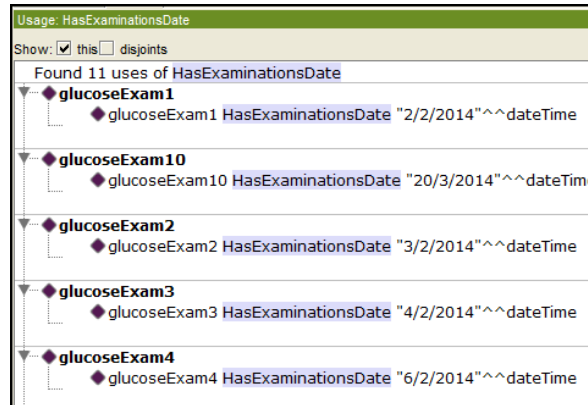 Usage: HasExaminationsDate
Show: this disjoints
Found 11 uses of HasExaminationsDate
glucoseExam1
glucoseExam1 HasExaminationsDate "2/2/2014"^^dateTime
glucoseExam10
glucoseExam10 HasExaminationsDate "20/3/2014"^^dateTime
glucoseExam2
glucoseExam2 HasExaminationsDate "3/2/2014"^^dateTime
glucoseExam3
glucoseExam3 HasExaminationsDate "4/2/2014"^^dateTime
glucoseExam4
glucoseExam4 HasExaminationsDate "6/2/2014"^^dateTime